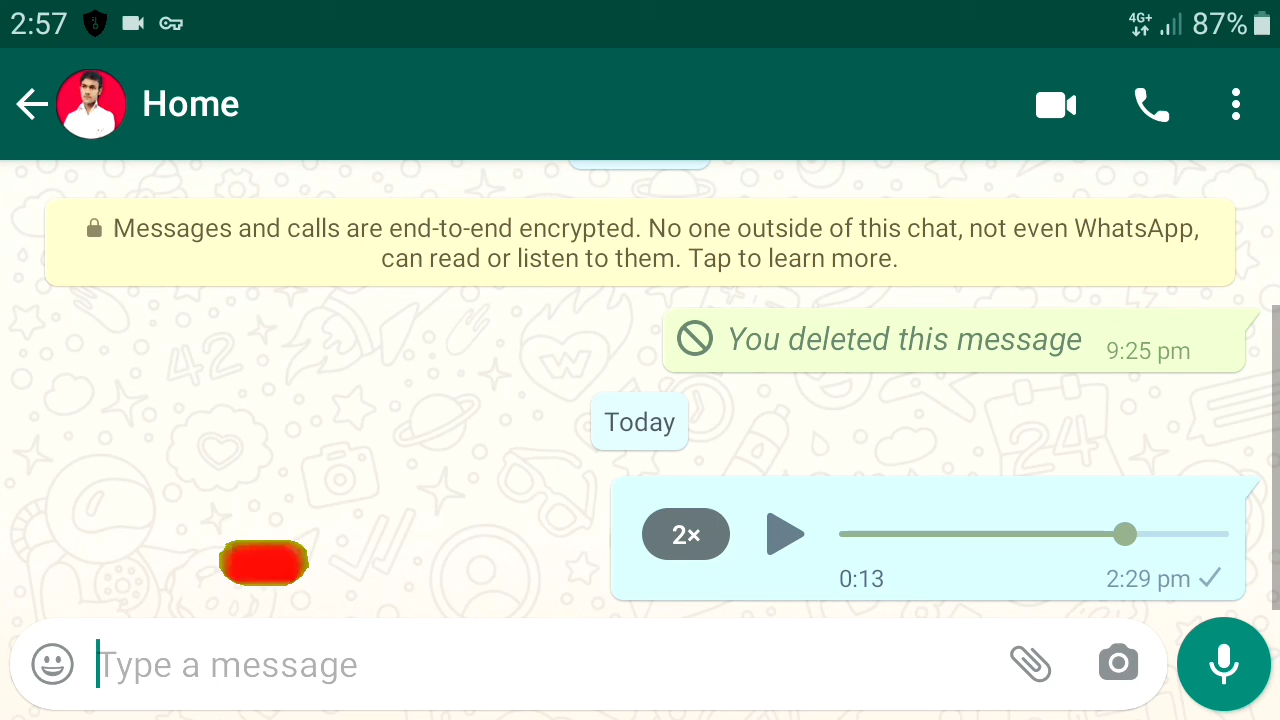 2:57
4G+
87%
Home
Messages and calls are end-to-end encrypted. No one outside of this chat, not even WhatsApp,
can read or listen to them. Tap to learn more.
You deleted this message 9:25 pm
Today
2×
0:13 2:29 pm
Type a message